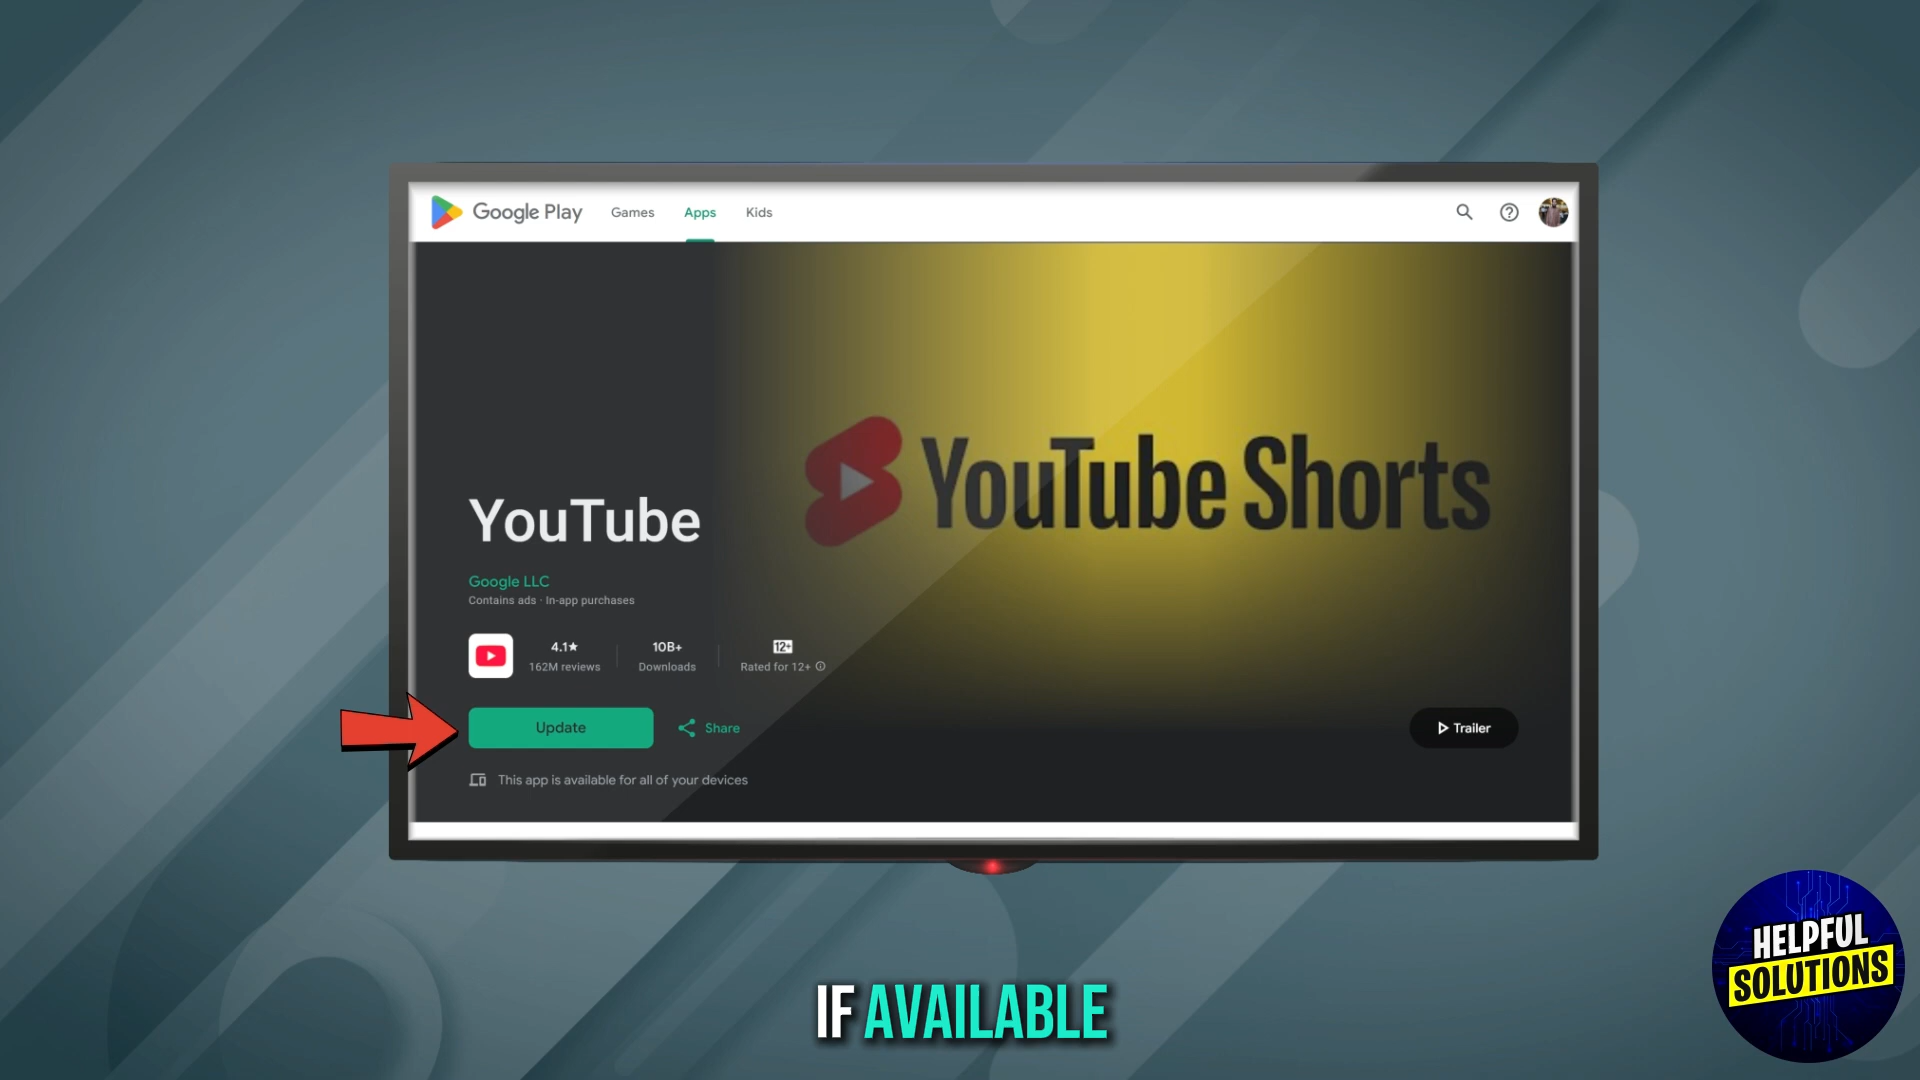 Google Play Games Apps Kids
YouTube Shorts
YouTube
Google LLC
Contains ads · In-app purchases
4.1★ 10B+ 12+
162M reviews Downloads Rated for 12+
Update Share Trailer
This app is available for all of your devices
HELPFUL
SOLUTIONS
IF AVAILABLE